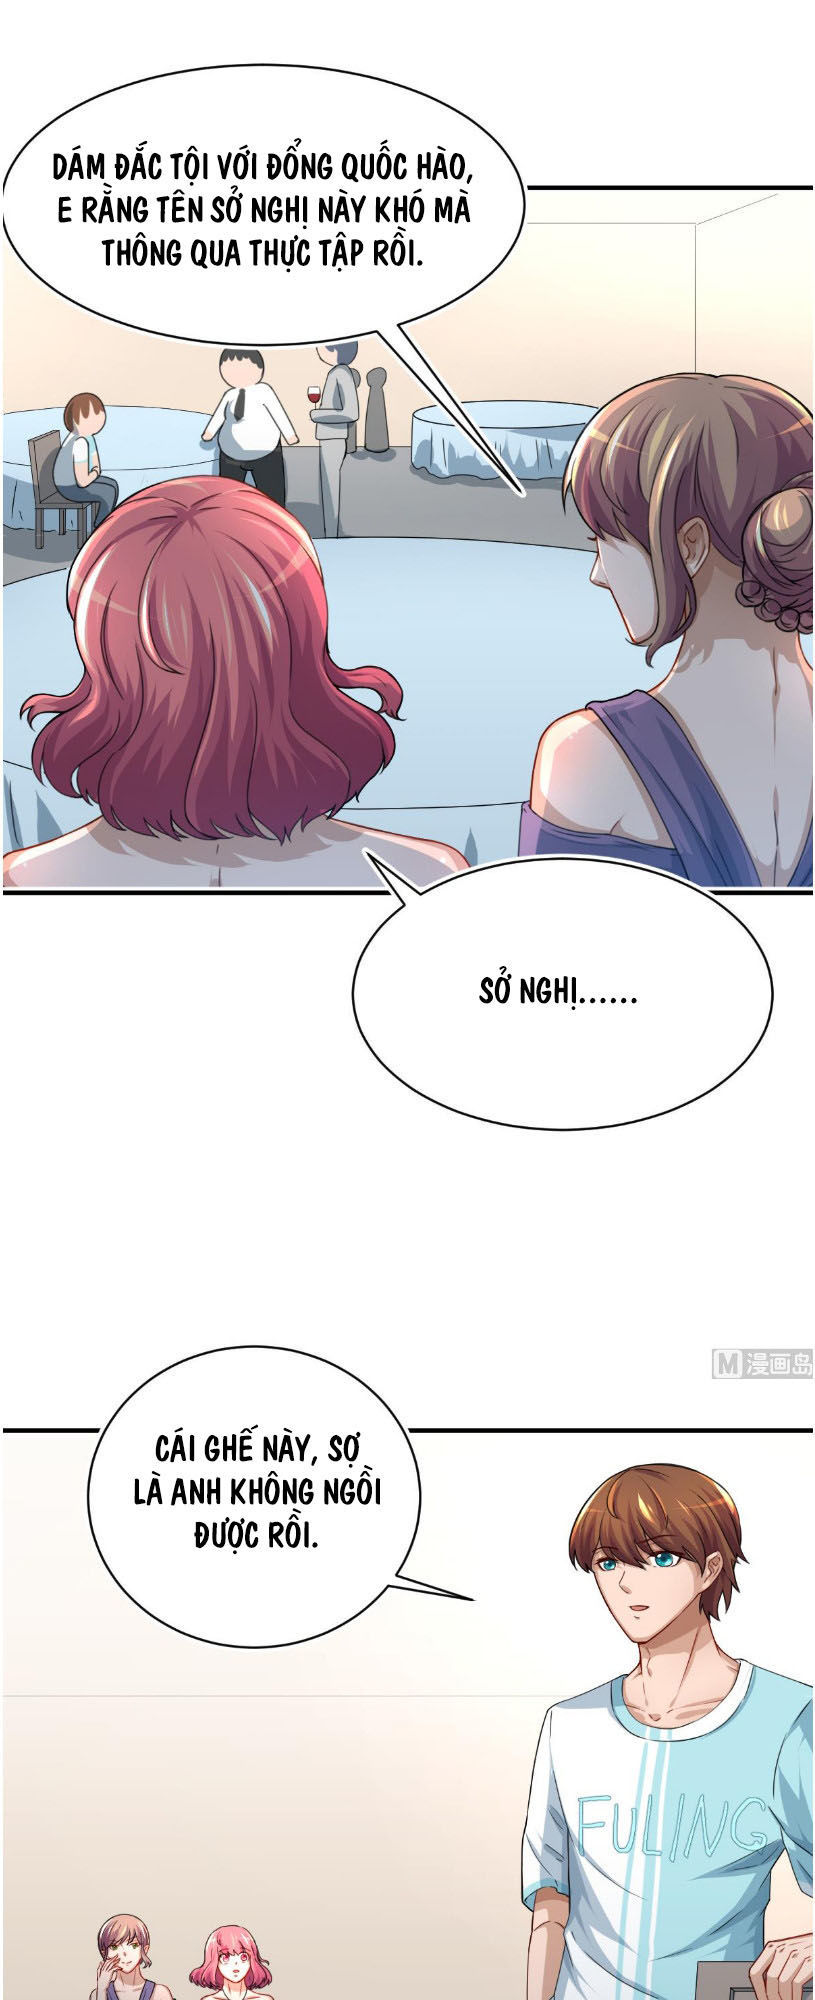 DÁM ĐẮC TỘI VỚI ĐỔNG QUỐC HÀO,
E RẰNG TÊN SỞ NGHỊ NÀY KHÓ MÀ
THÔNG QUA THỰC TẬP RỒI.
SỞ NGHỊ......
M 漫画岛
CÁI GHẾ NÀY, SỢ
LÀ ANH KHÔNG NGỒI
ĐƯỢC RỒI.
FULING